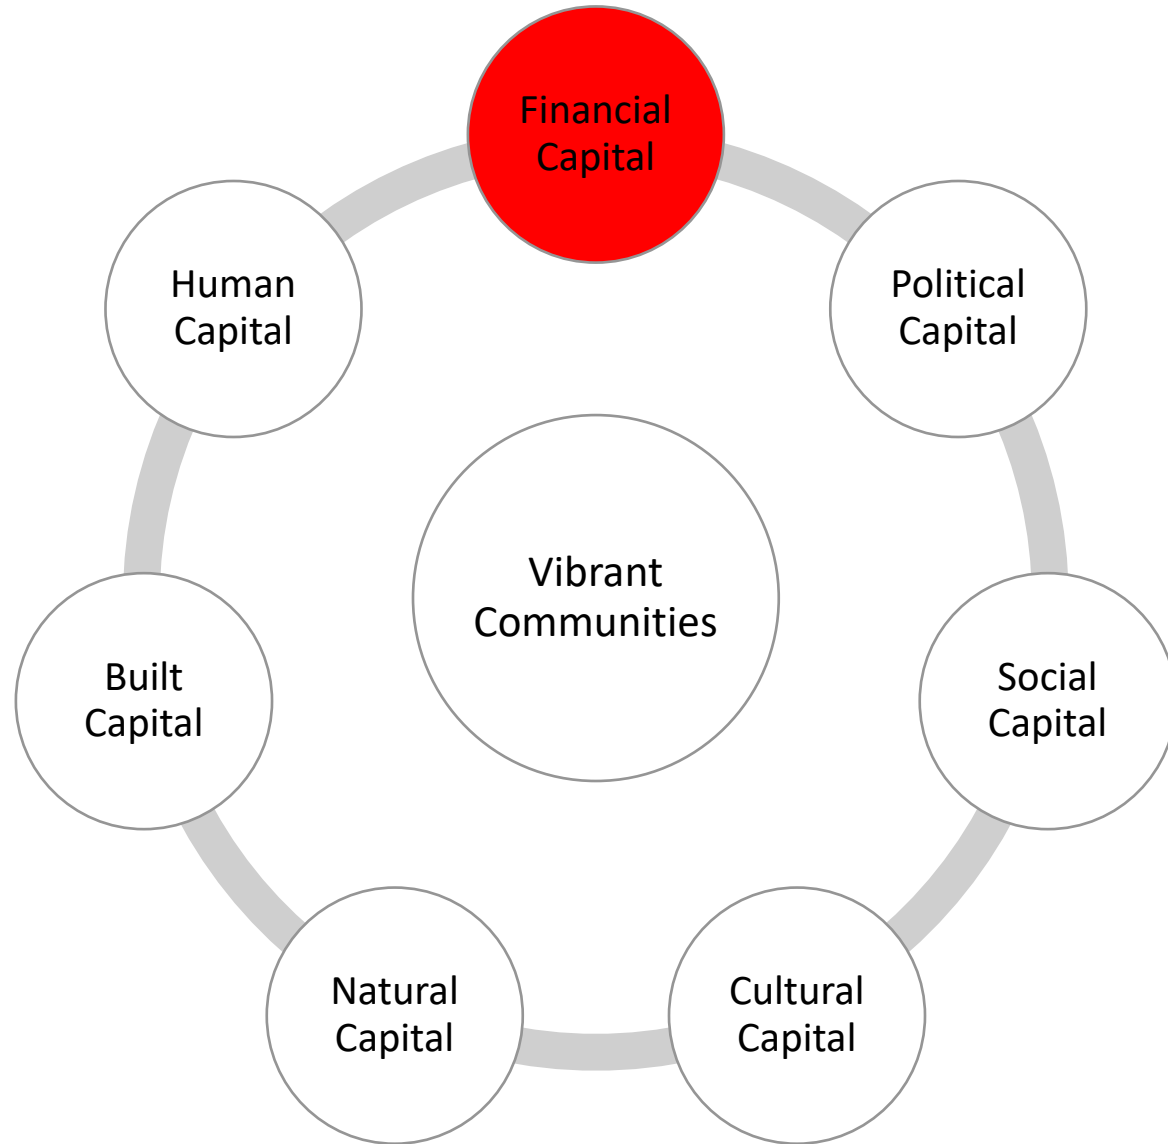 Financial
Capital
Political
Capital
Social
Capital
Cultural
Capital
Natural
Capital
Built
Capital
Human
Capital
Vibrant
Communities